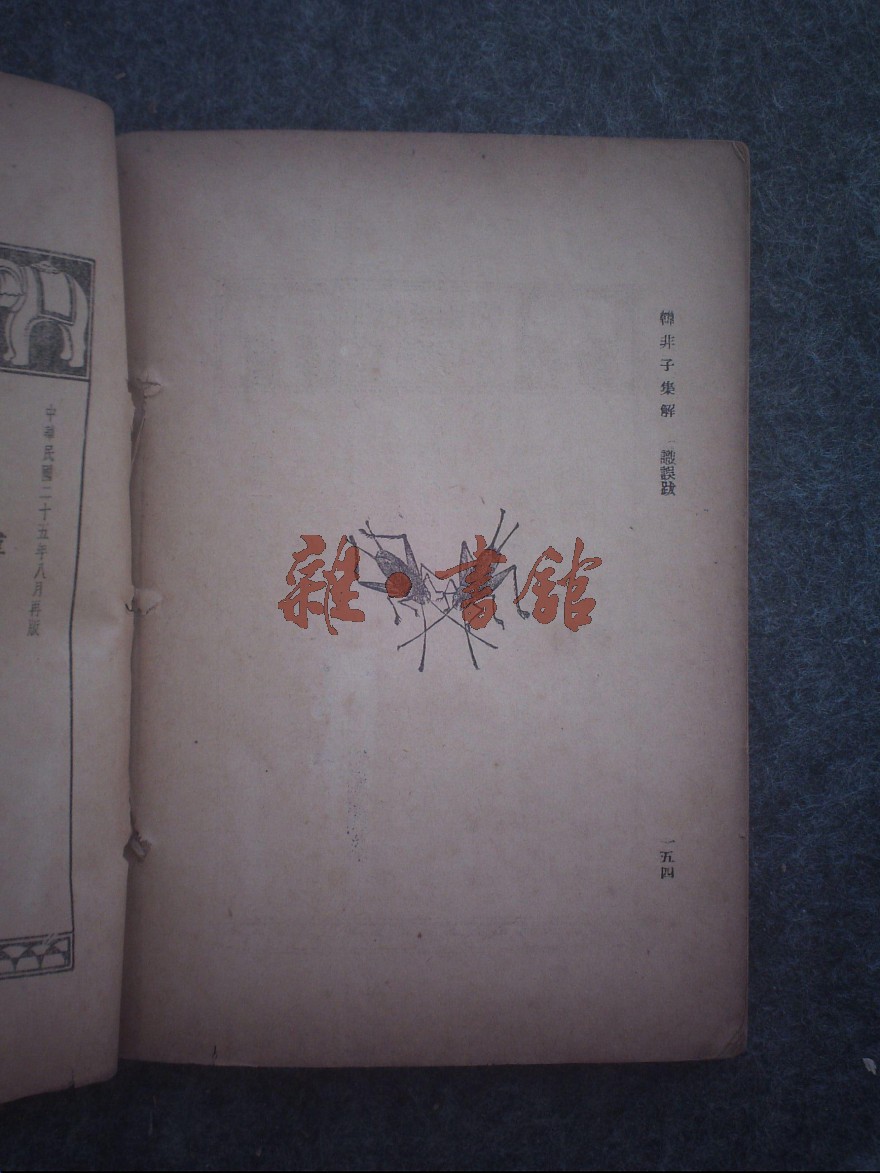 韓非子集解 識誤跋
一五四
雜·書館
中華民國二十五年八月再版